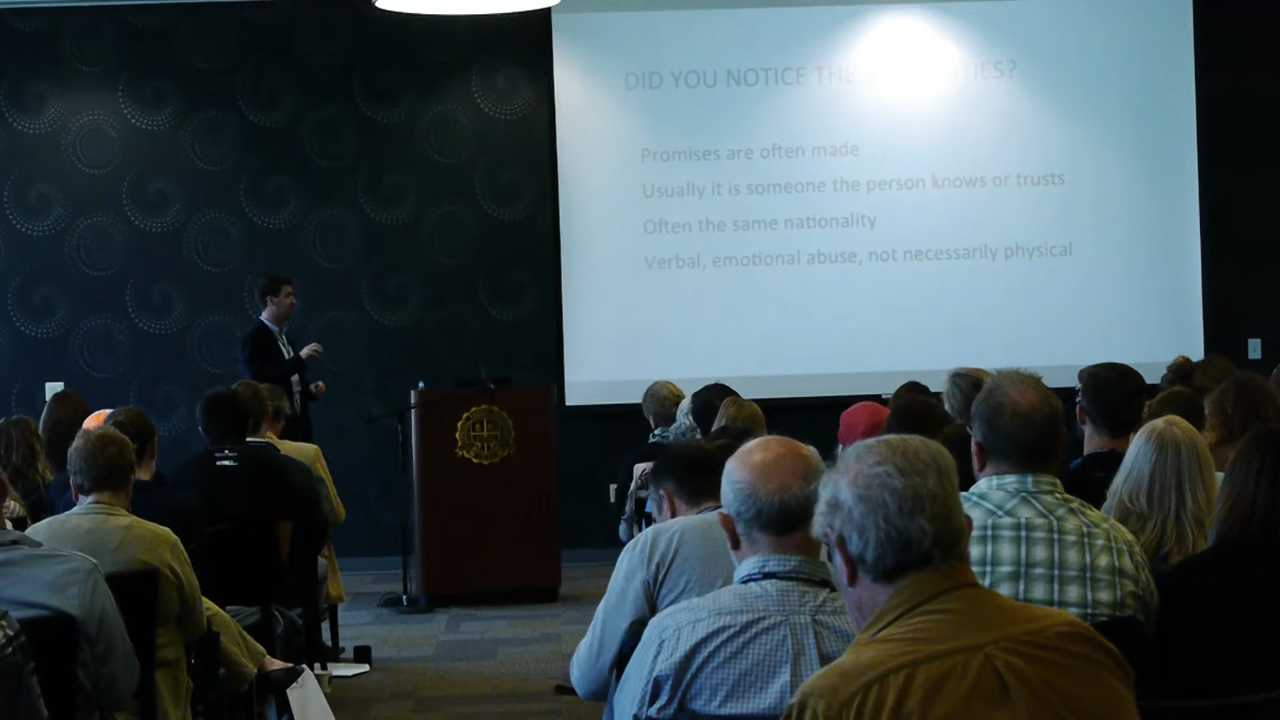 DID YOU NOTICE THE
Promises are often made
Usually it is someone the person knows or trusts
Often the same nationality
Verbal, emotional abuse, not necessarily physical